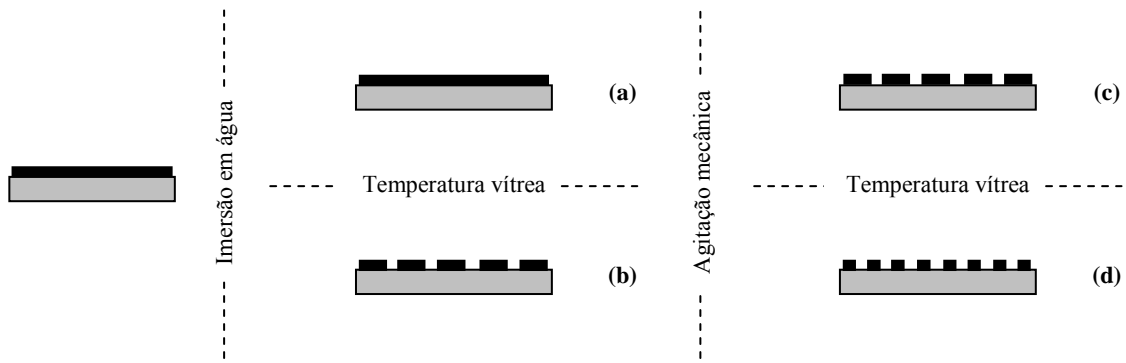 Imersão em água
(a)
Temperatura vítrea
(b)
Agitação mecânica
(c)
Temperatura vítrea
(d)